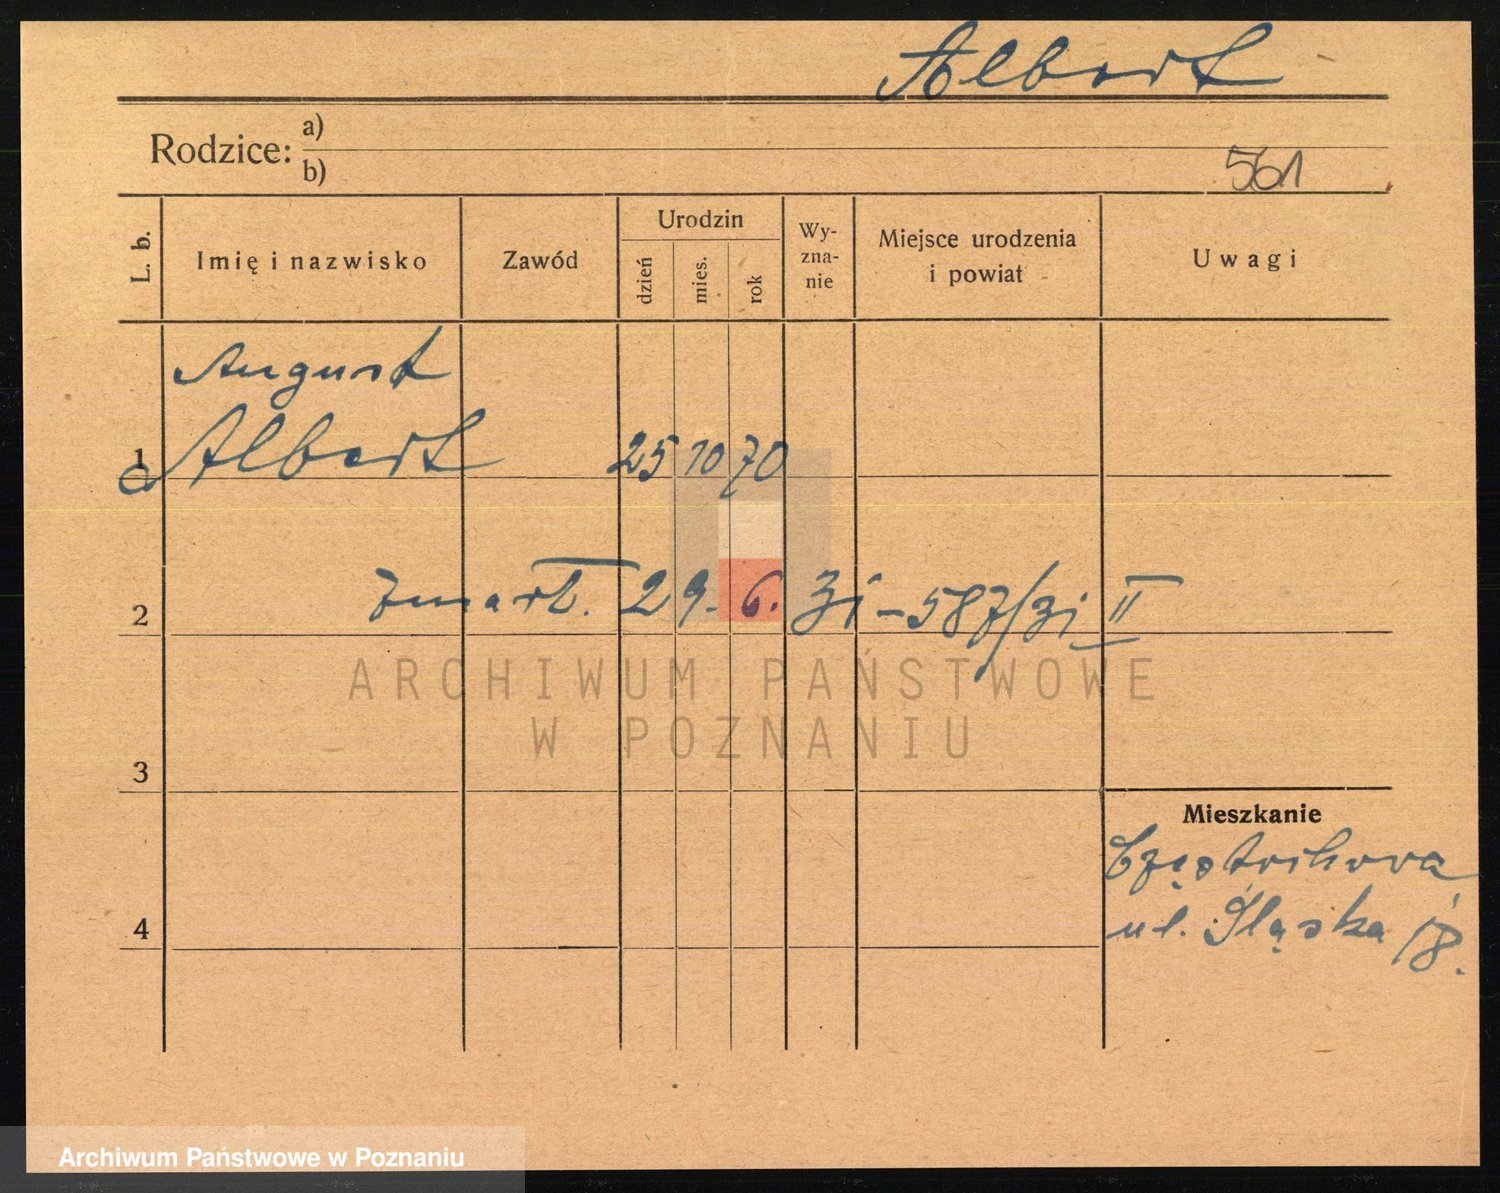 Albert
Rodzice: a)
b)
561
L. b. Imię i nazwisko Zawód Urodzin dzień mies. rok Wy-zna-nie Miejsce urodzenia i powiat Uwagi
August
1 Albert 25 10 70
2 zmarł. 29. 6. 31 - 587/31 II
ARCHIWUM PAŃSTWOWE
W POZNANIU
3
Mieszkanie
Częstochowa
4 ul. Śląska 18.
Archiwum Państwowe w Poznaniu